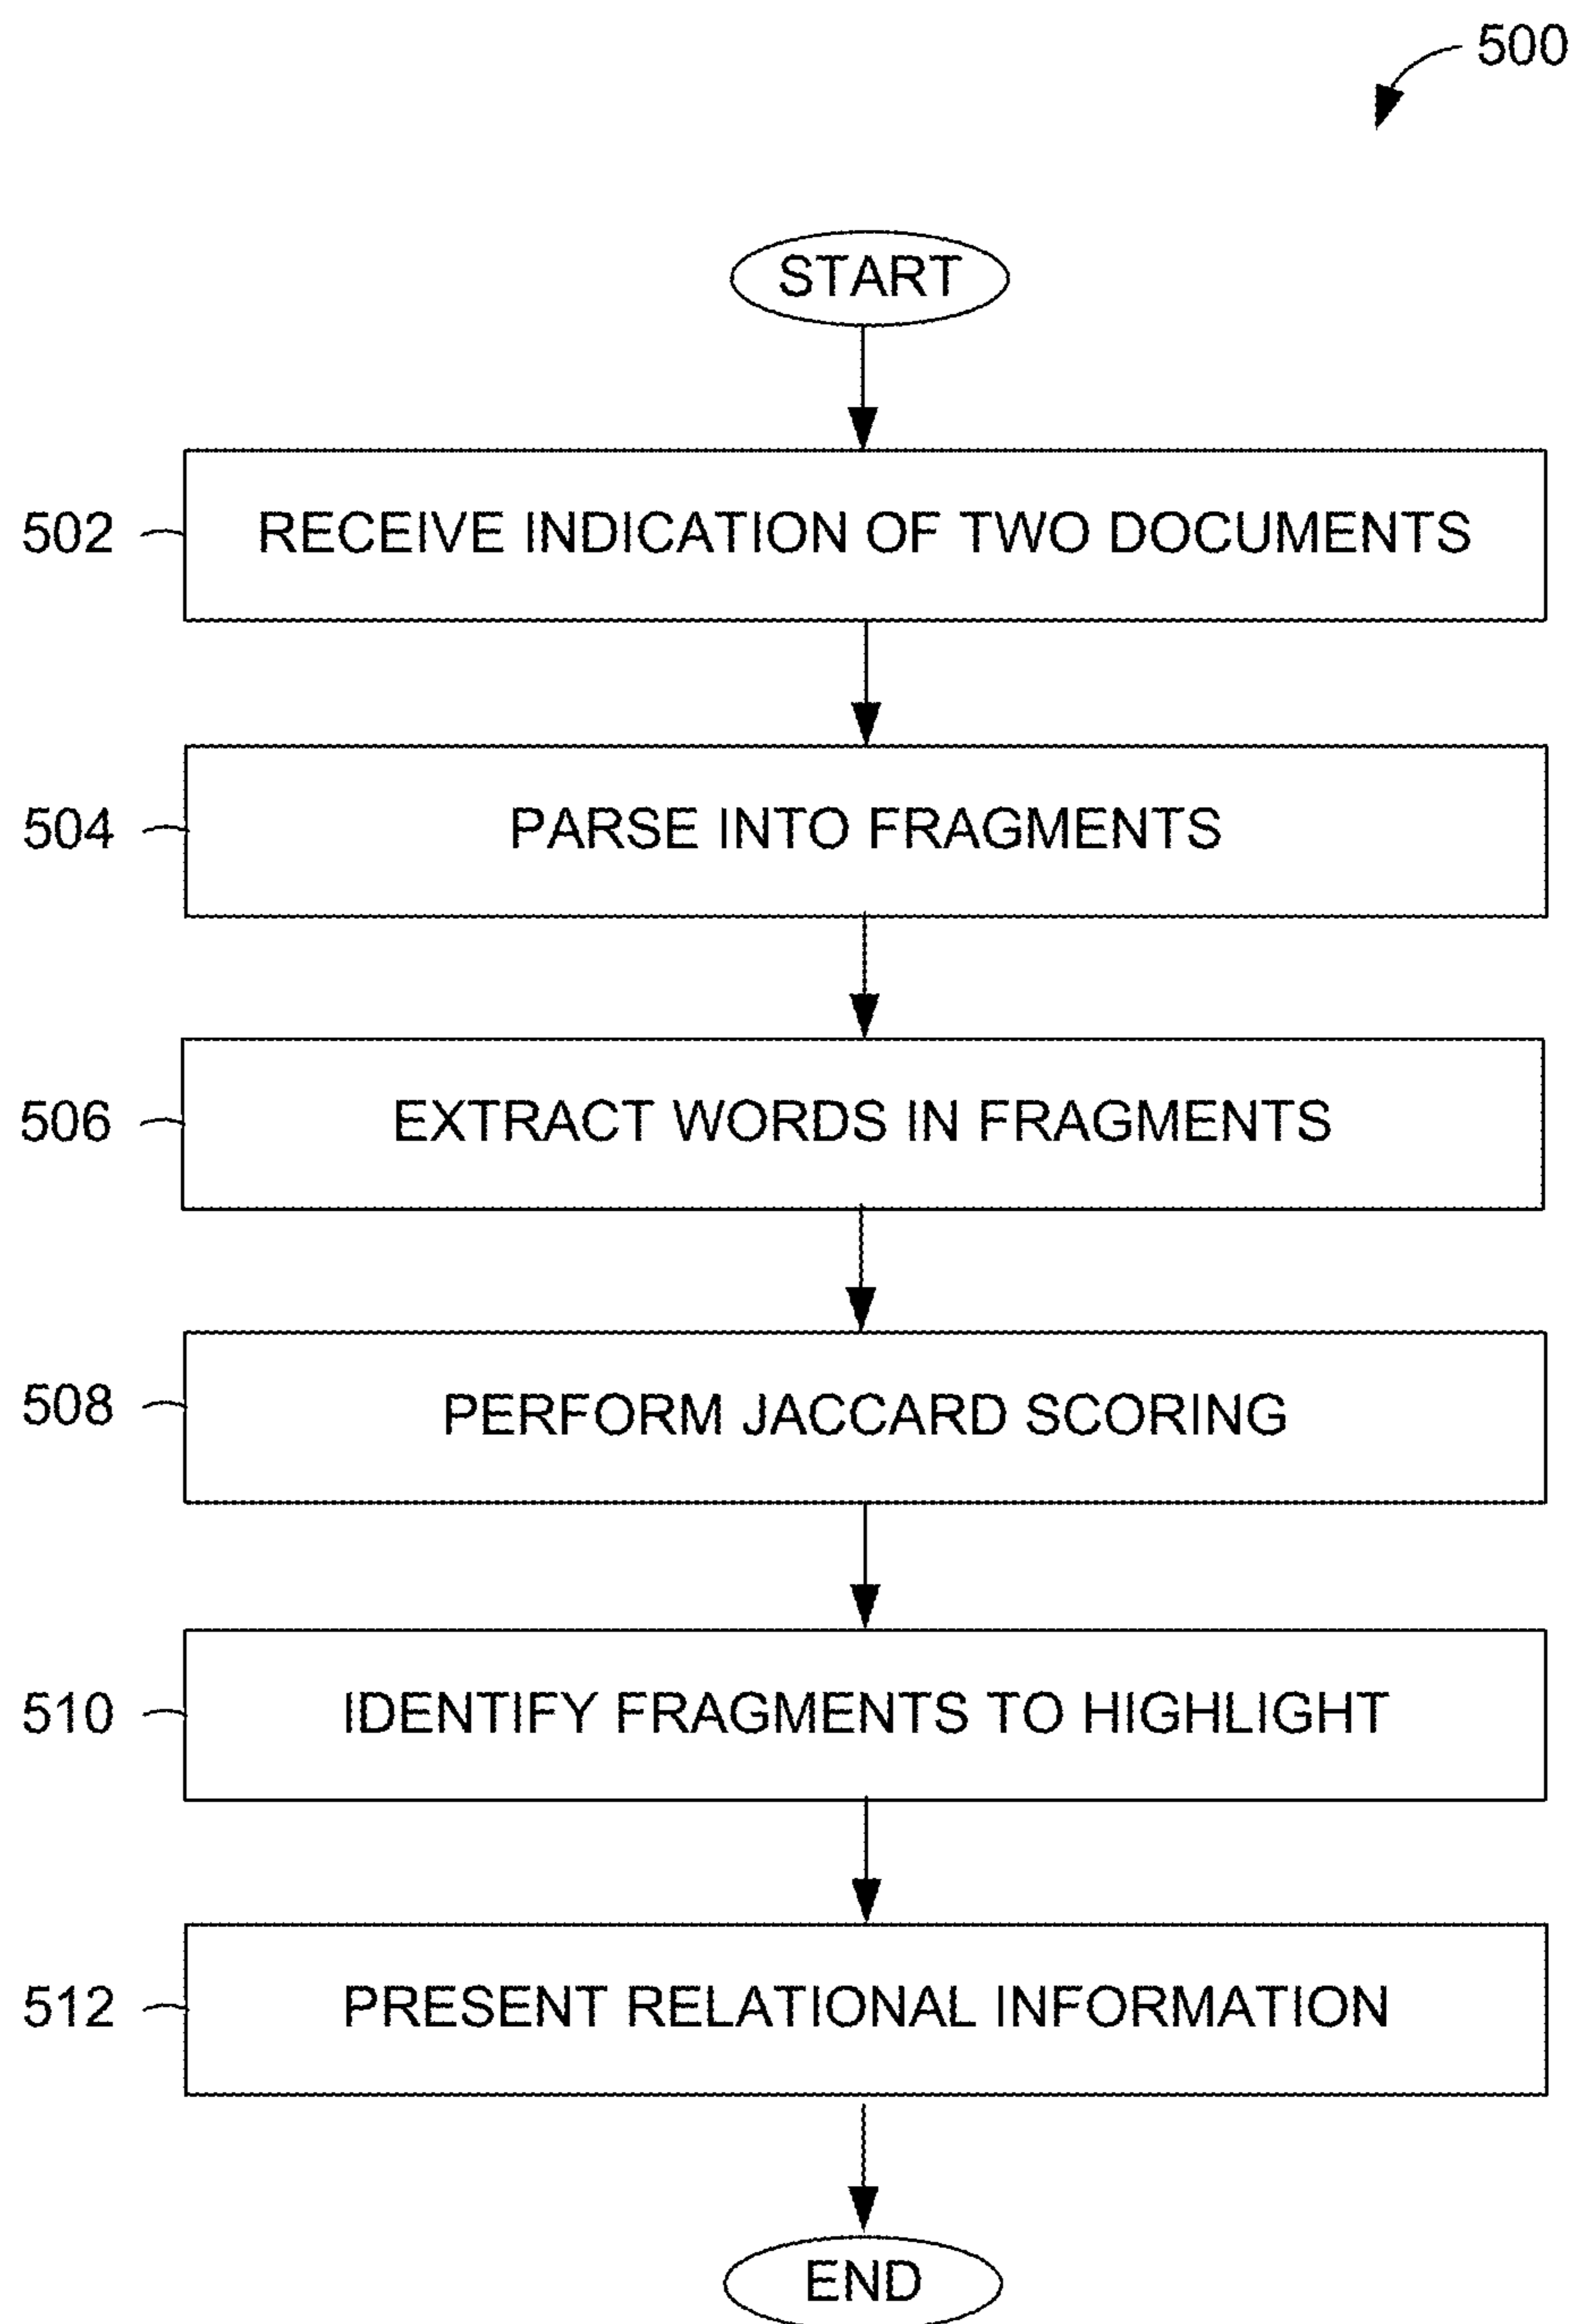 500
START
502
RECEIVE INDICATION OF TWO DOCUMENTS
504
PARSE INTO FRAGMENTS
506
EXTRACT WORDS IN FRAGMENTS
508
PERFORM JACCARD SCORING
510
IDENTIFY FRAGMENTS TO HIGHLIGHT
512
PRESENT RELATIONAL INFORMATION
END